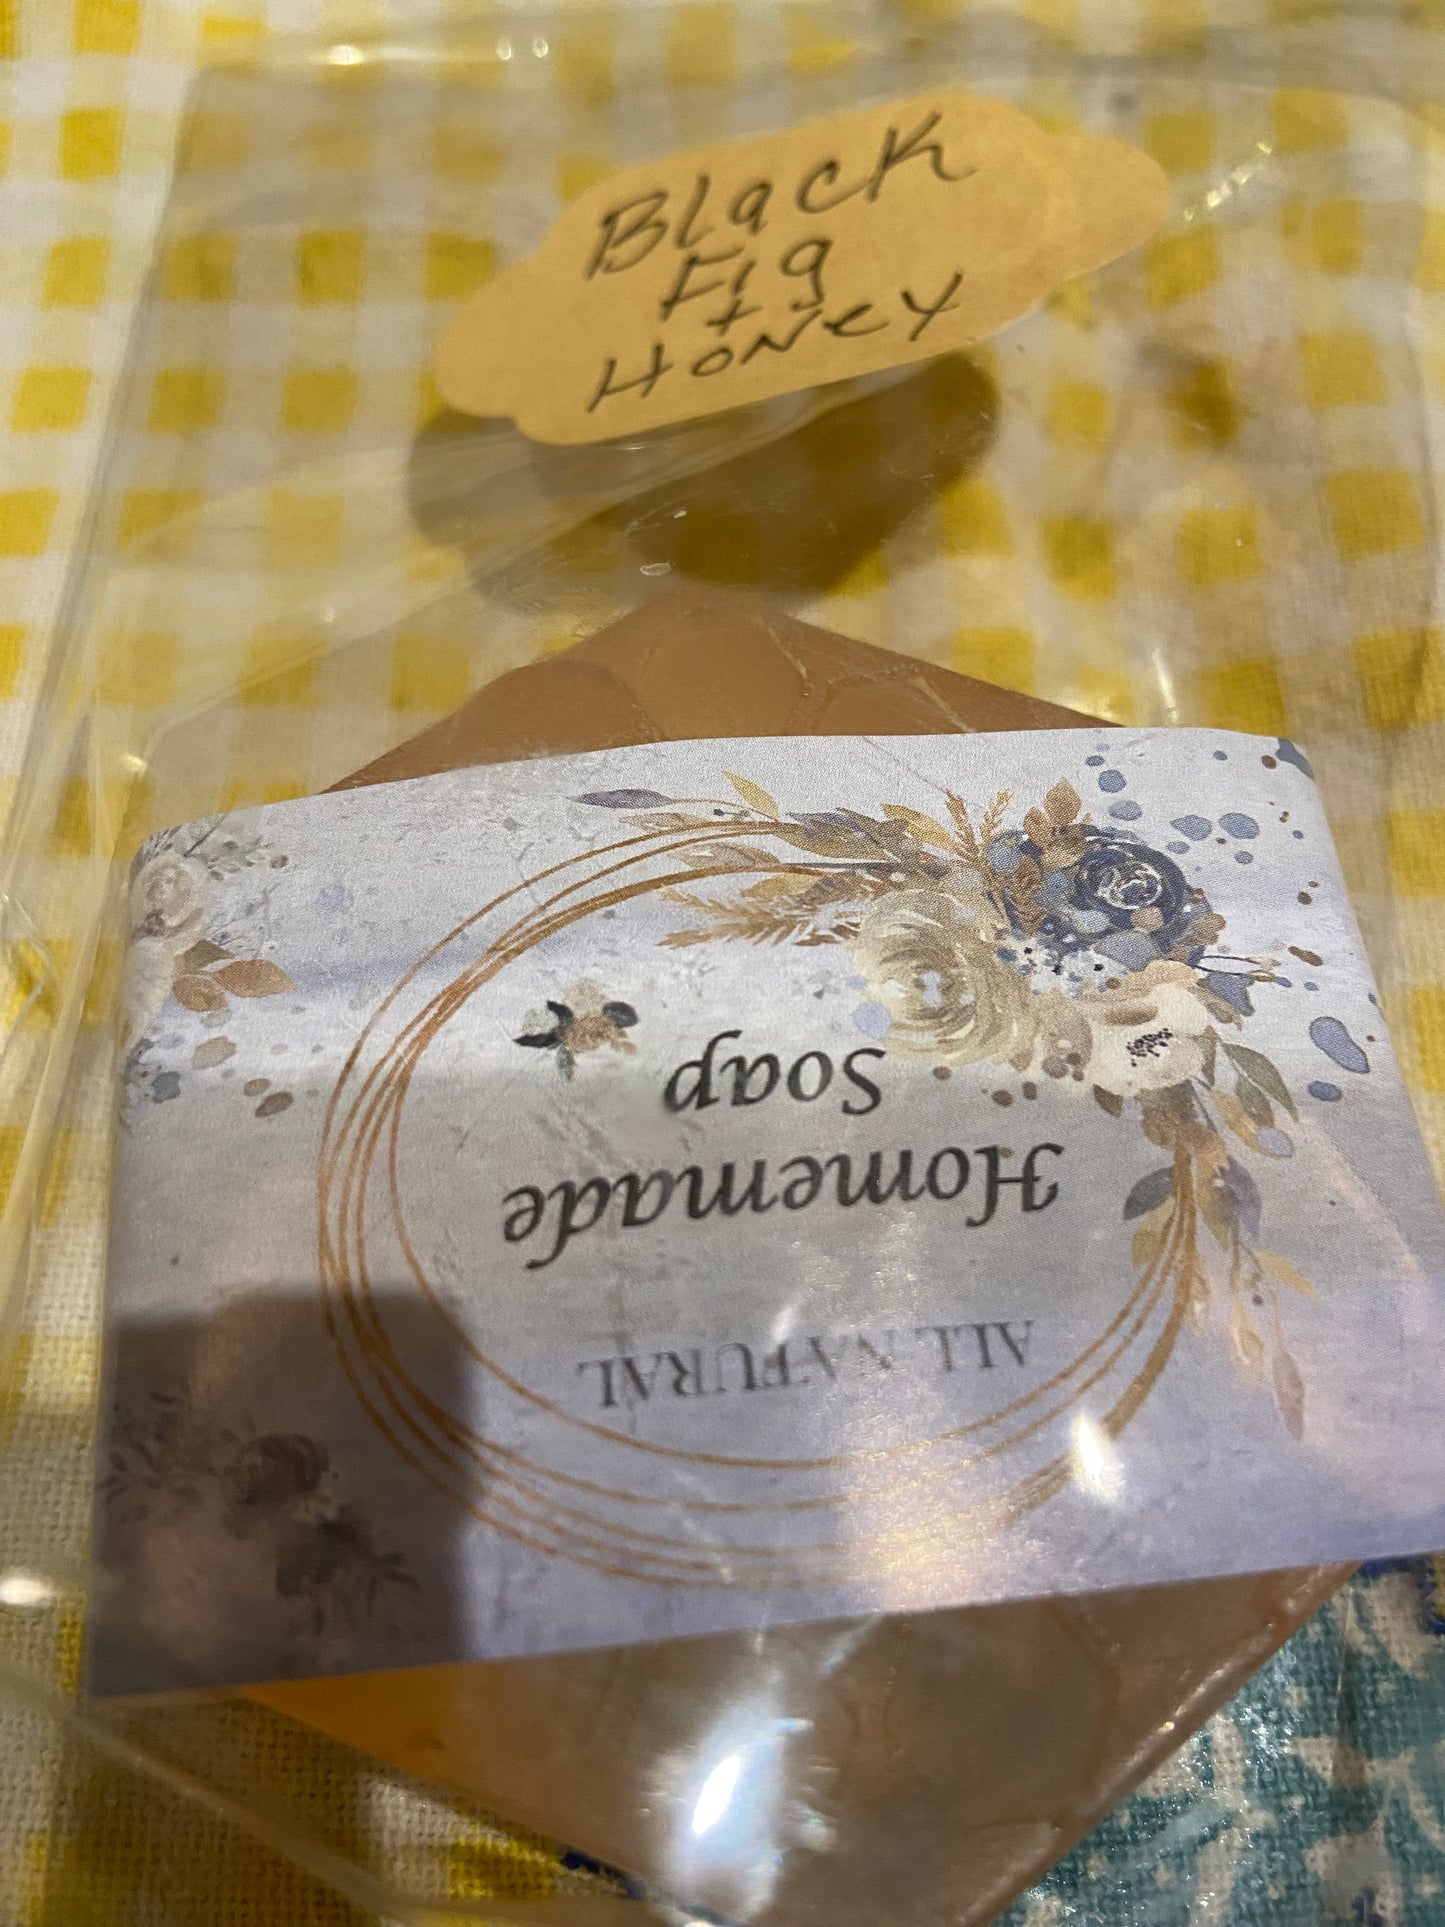 Black
Fig
+
Honey
ALL NATURAL
Homemade
Soap